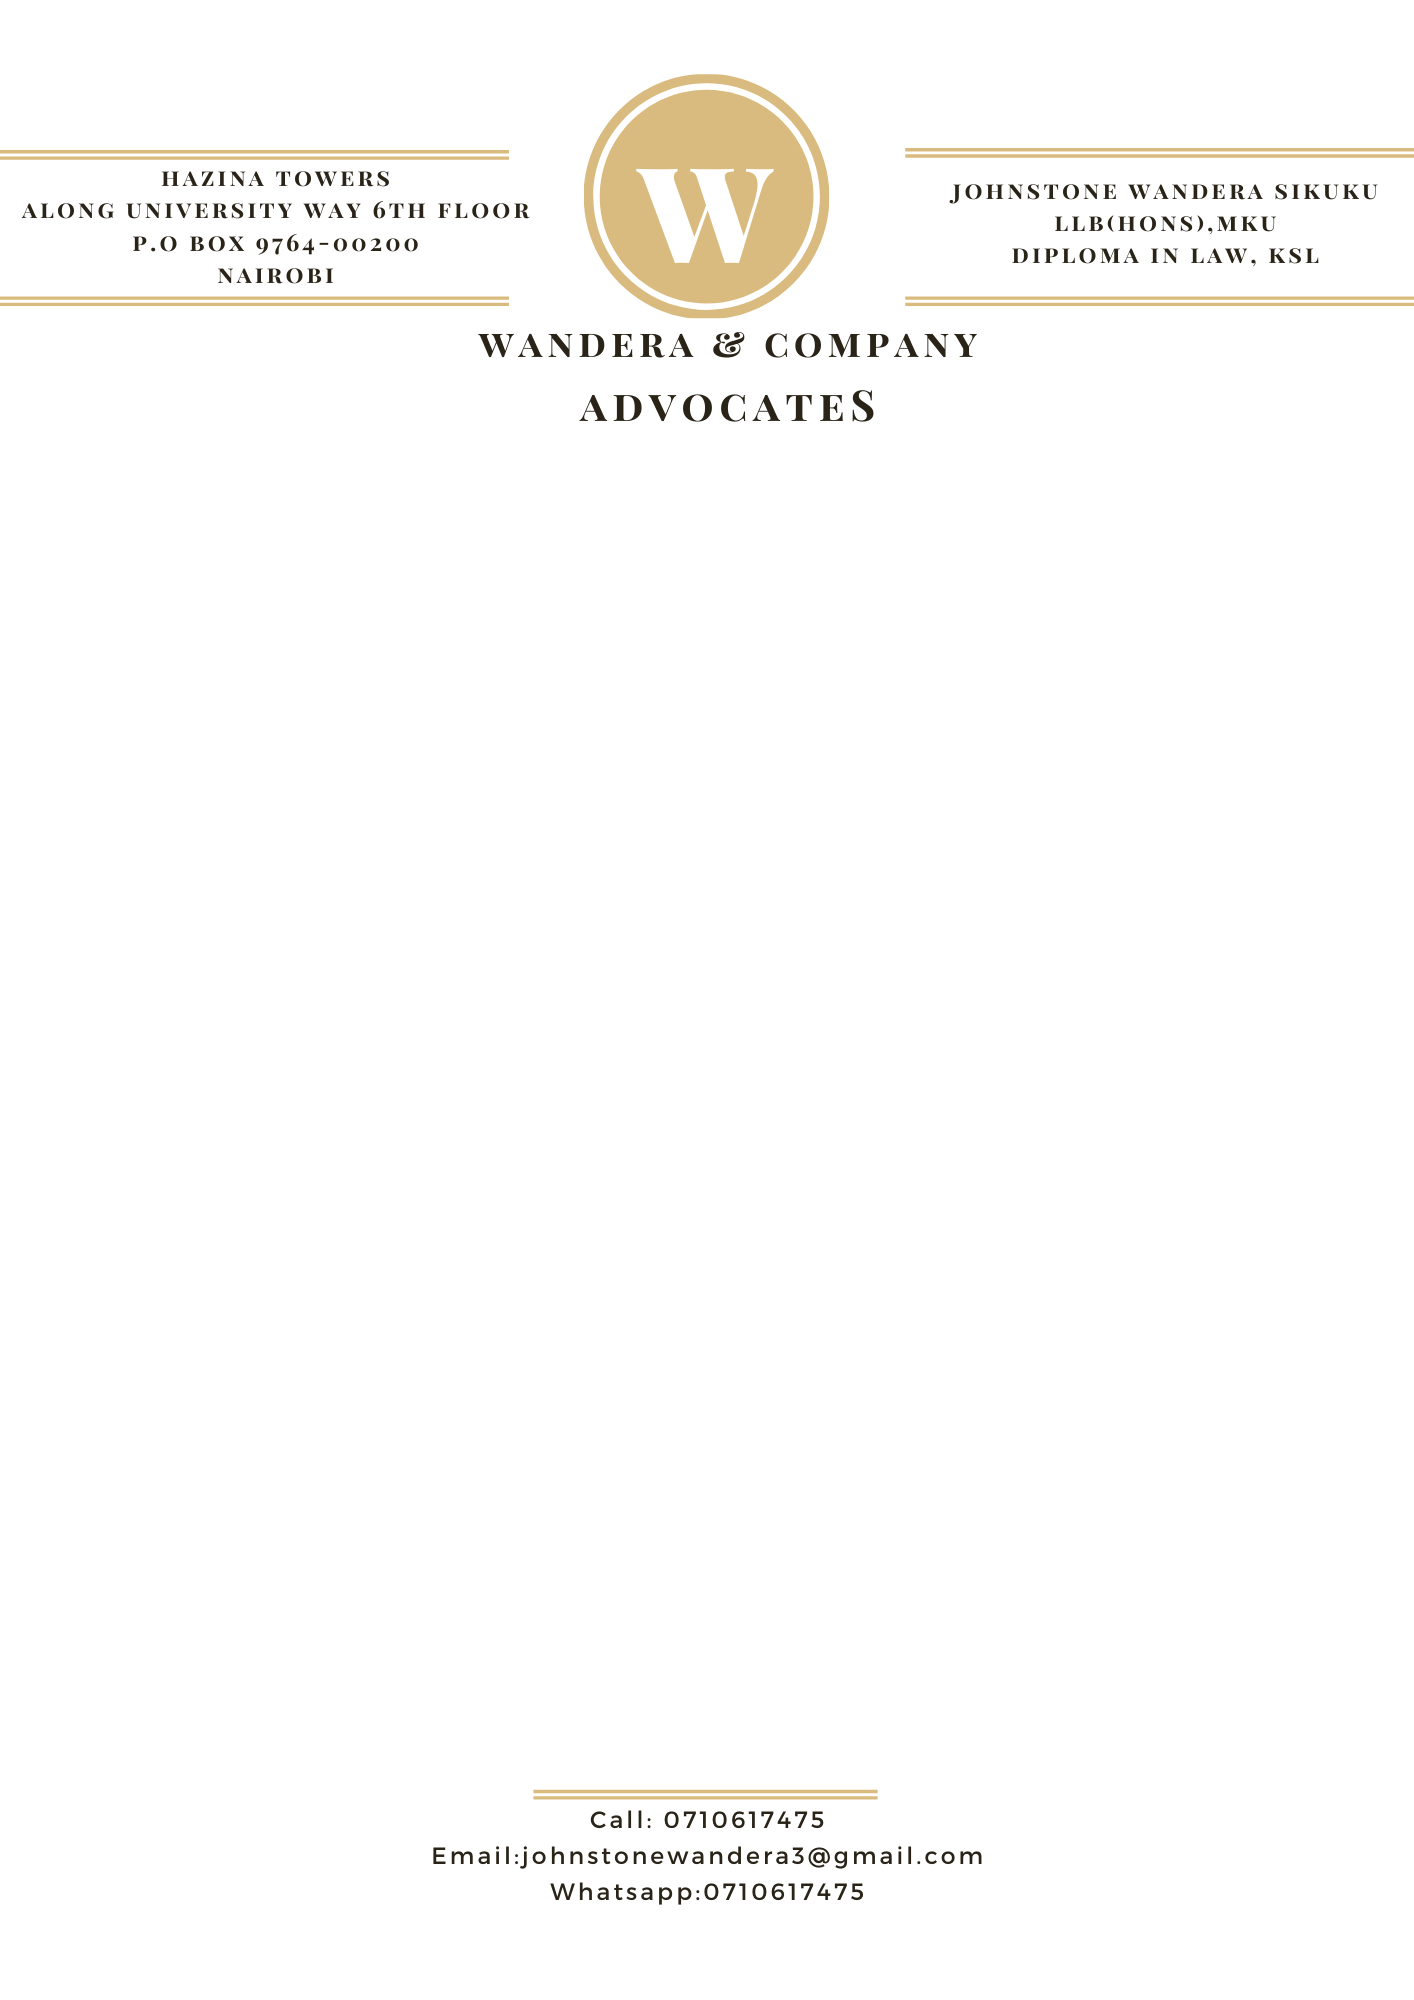 HAZINA TOWERS
ALONG UNIVERSITY WAY 6TH FLOOR
P.O BOX 9764-00200
NAIROBI
W
JOHNSTONE WANDERA SIKUKU
LLB(HONS),MKU
DIPLOMA IN LAW, KSL
WANDERA & COMPANY
ADVOCATES
Call: 0710617475
Email:johnstonewandera3@gmail.com
Whatsapp:0710617475